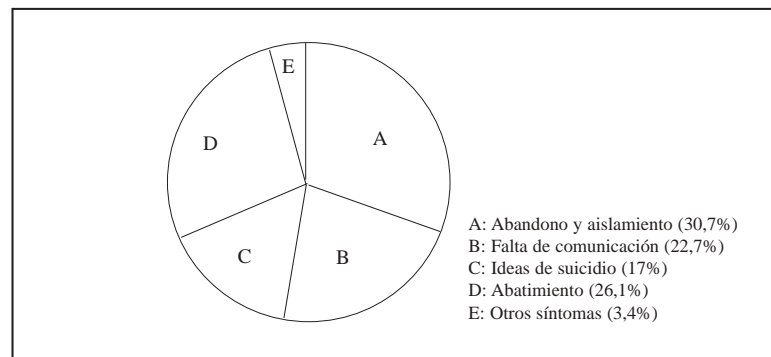 E
A
D
C
B
A: Abandono y aislamiento (30,7%)
B: Falta de comunicación (22,7%)
C: Ideas de suicidio (17%)
D: Abatimiento (26,1%)
E: Otros síntomas (3,4%)